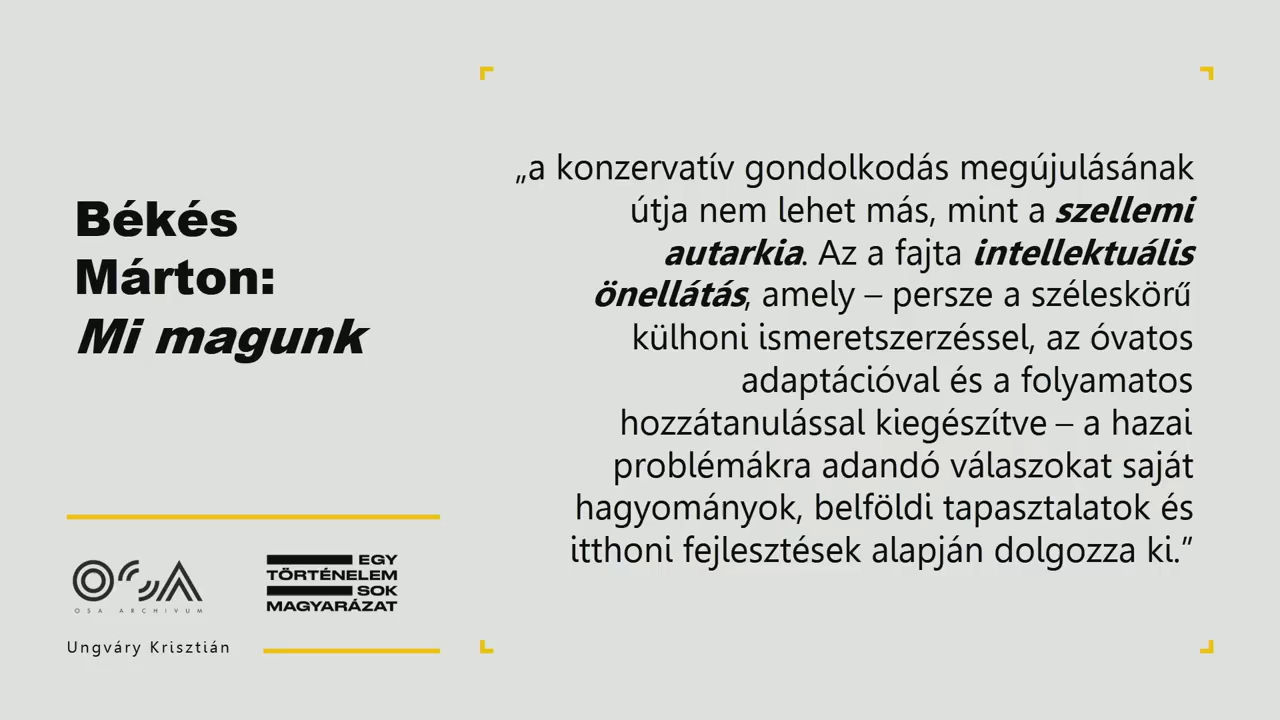 Békés
Márton:
Mi magunk
„a konzervatív gondolkodás megújulásának
útja nem lehet más, mint a szellemi
autarkia. Az a fajta intellektuális
önellátás, amely – persze a széleskörű
külhoni ismeretszerzéssel, az óvatos
adaptációval és a folyamatos
hozzátanulással kiegészítve – a hazai
problémákra adandó válaszokat saját
hagyományok, belföldi tapasztalatok és
itthoni fejlesztések alapján dolgozza ki.”
OSA
OSA ARCHIVUM
EGY
TÖRTÉNELEM
SOK
MAGYARÁZAT
Ungváry Krisztián